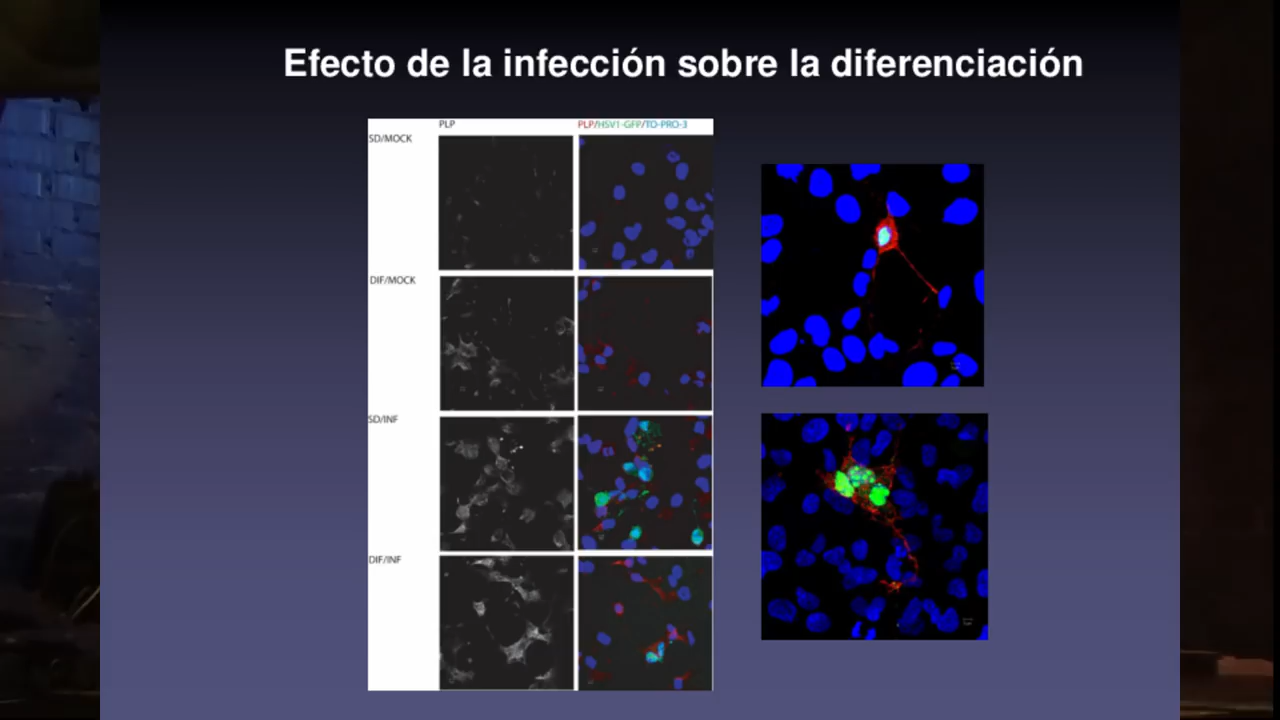 Efecto de la infección sobre la diferenciación
PLP PLP/HSV1-GFP/TO-PRO-3
SD/MOCK
DIF/MOCK
SD/INF
DIF/INF